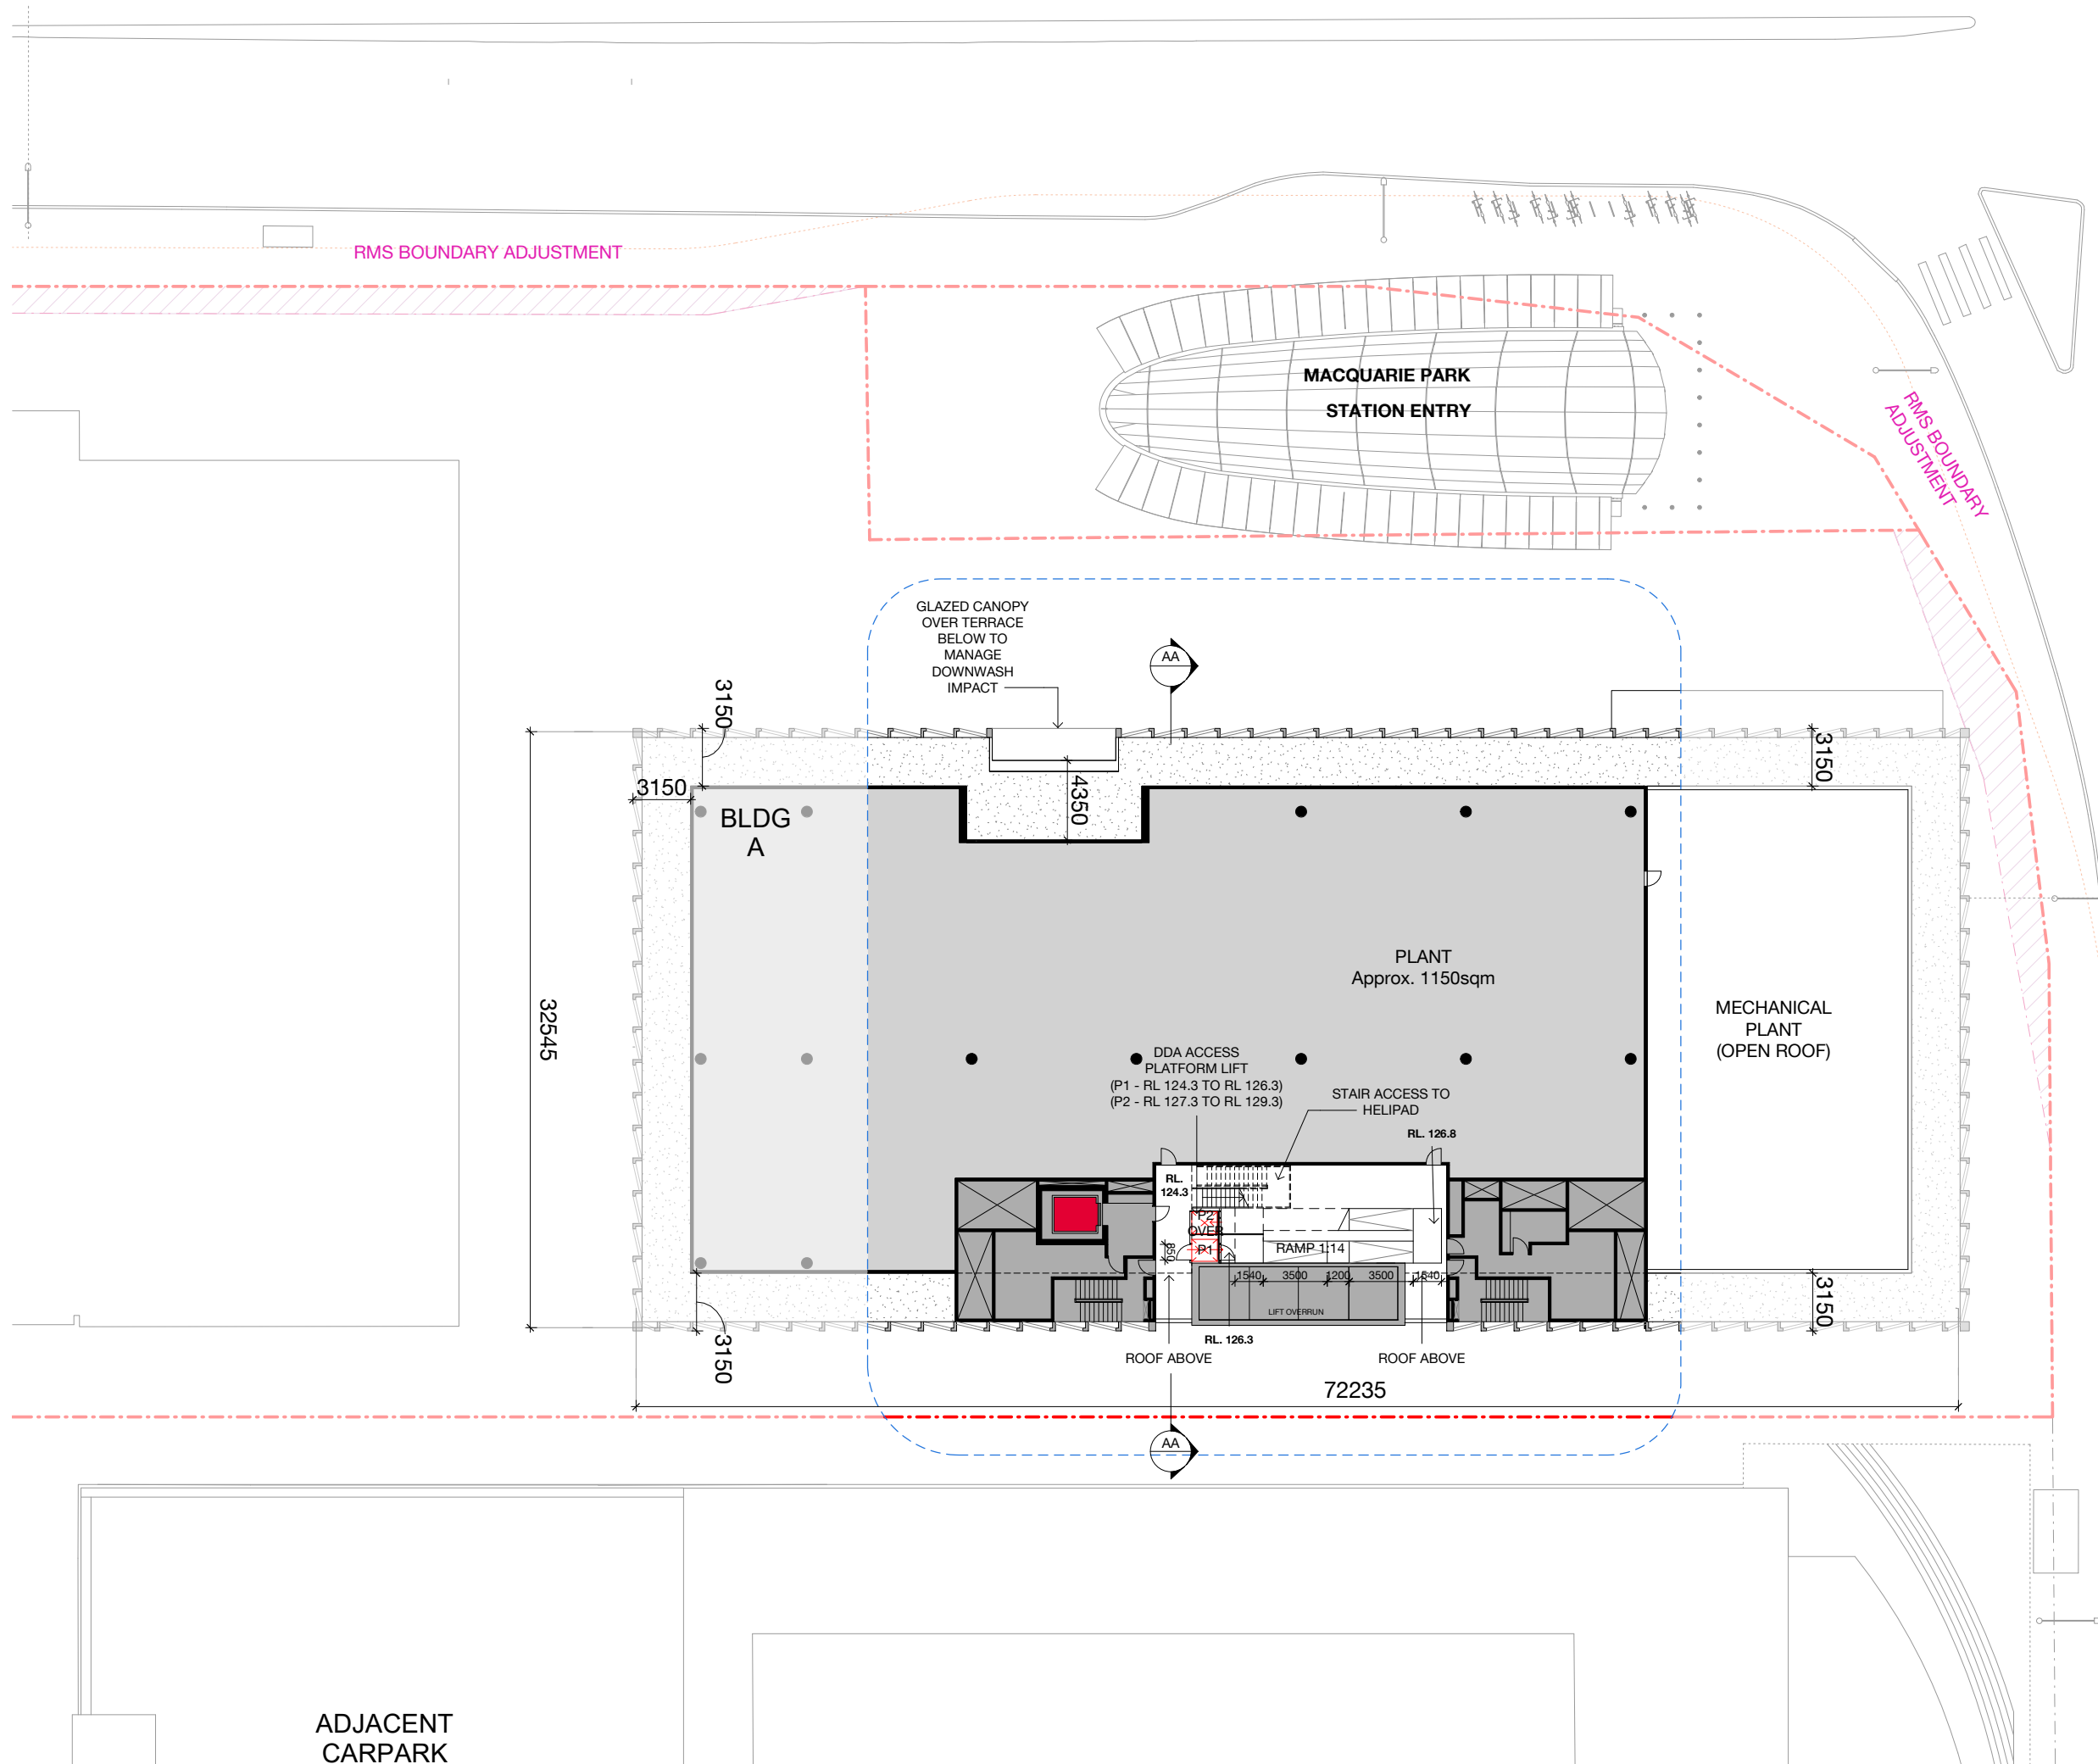 RMS BOUNDARY ADJUSTMENT
MACQUARIE PARK
STATION ENTRY
RMS BOUNDARY
ADJUSTMENT
GLAZED CANOPY
OVER TERRACE
BELOW TO
MANAGE
DOWNWASH
IMPACT
AA
3150
3150
3150
4350
BLDG
A
32545
PLANT
Approx. 1150sqm
MECHANICAL
PLANT
(OPEN ROOF)
DDA ACCESS
PLATFORM LIFT
(P1 - RL 124.3 TO RL 126.3)
(P2 - RL 127.3 TO RL 129.3)
STAIR ACCESS TO
HELIPAD
RL. 126.8
RL.
124.3
P2
OVER
850
P1
RAMP 1:14
1540
3500
1200
3500
1540
LIFT OVERRUN
RL. 126.3
ROOF ABOVE
ROOF ABOVE
3150
3150
72235
AA
ADJACENT
CARPARK